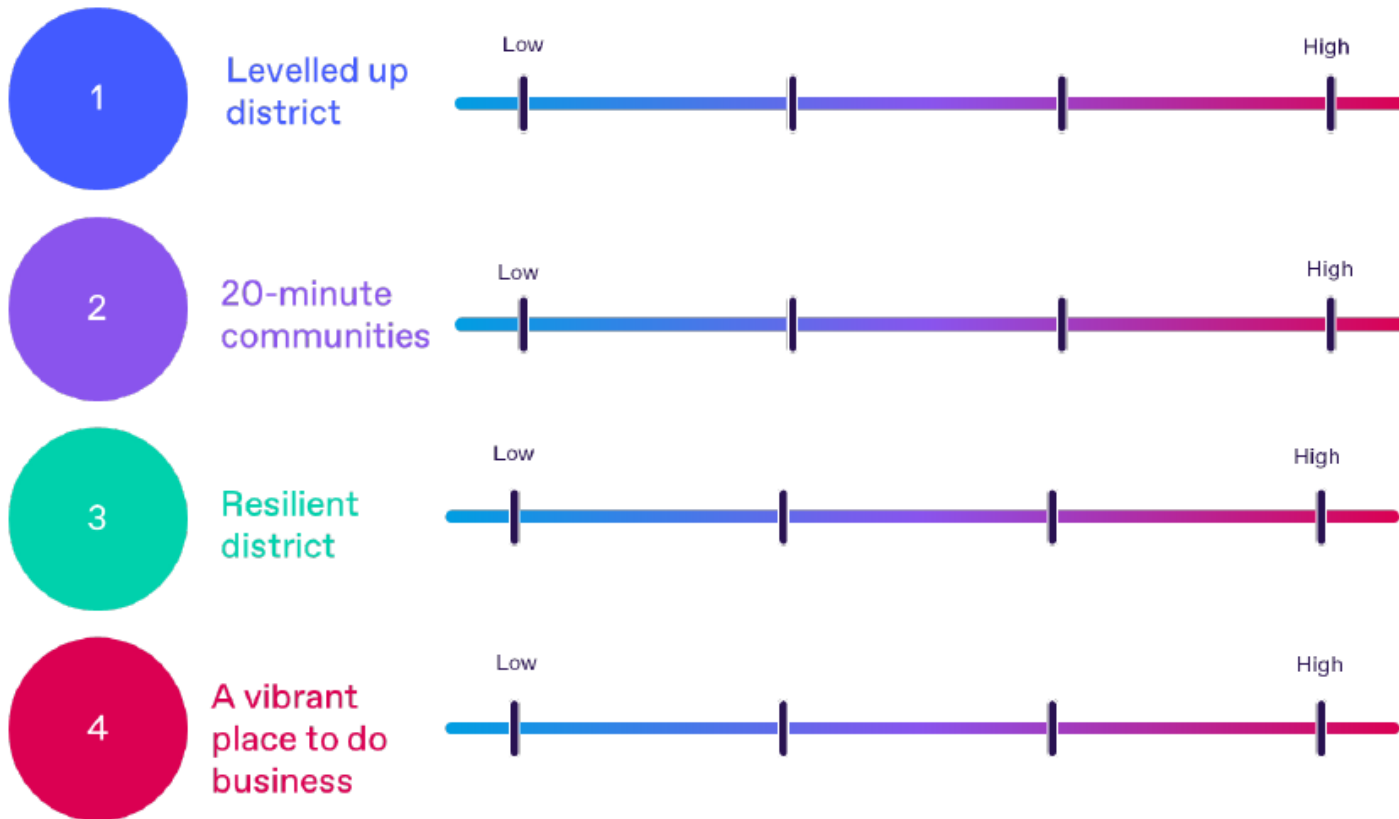 1
Levelled up
district
Low
High
2
20-minute
communities
Low
High
3
Resilient
district
Low
High
4
A vibrant
place to do
business
Low
High